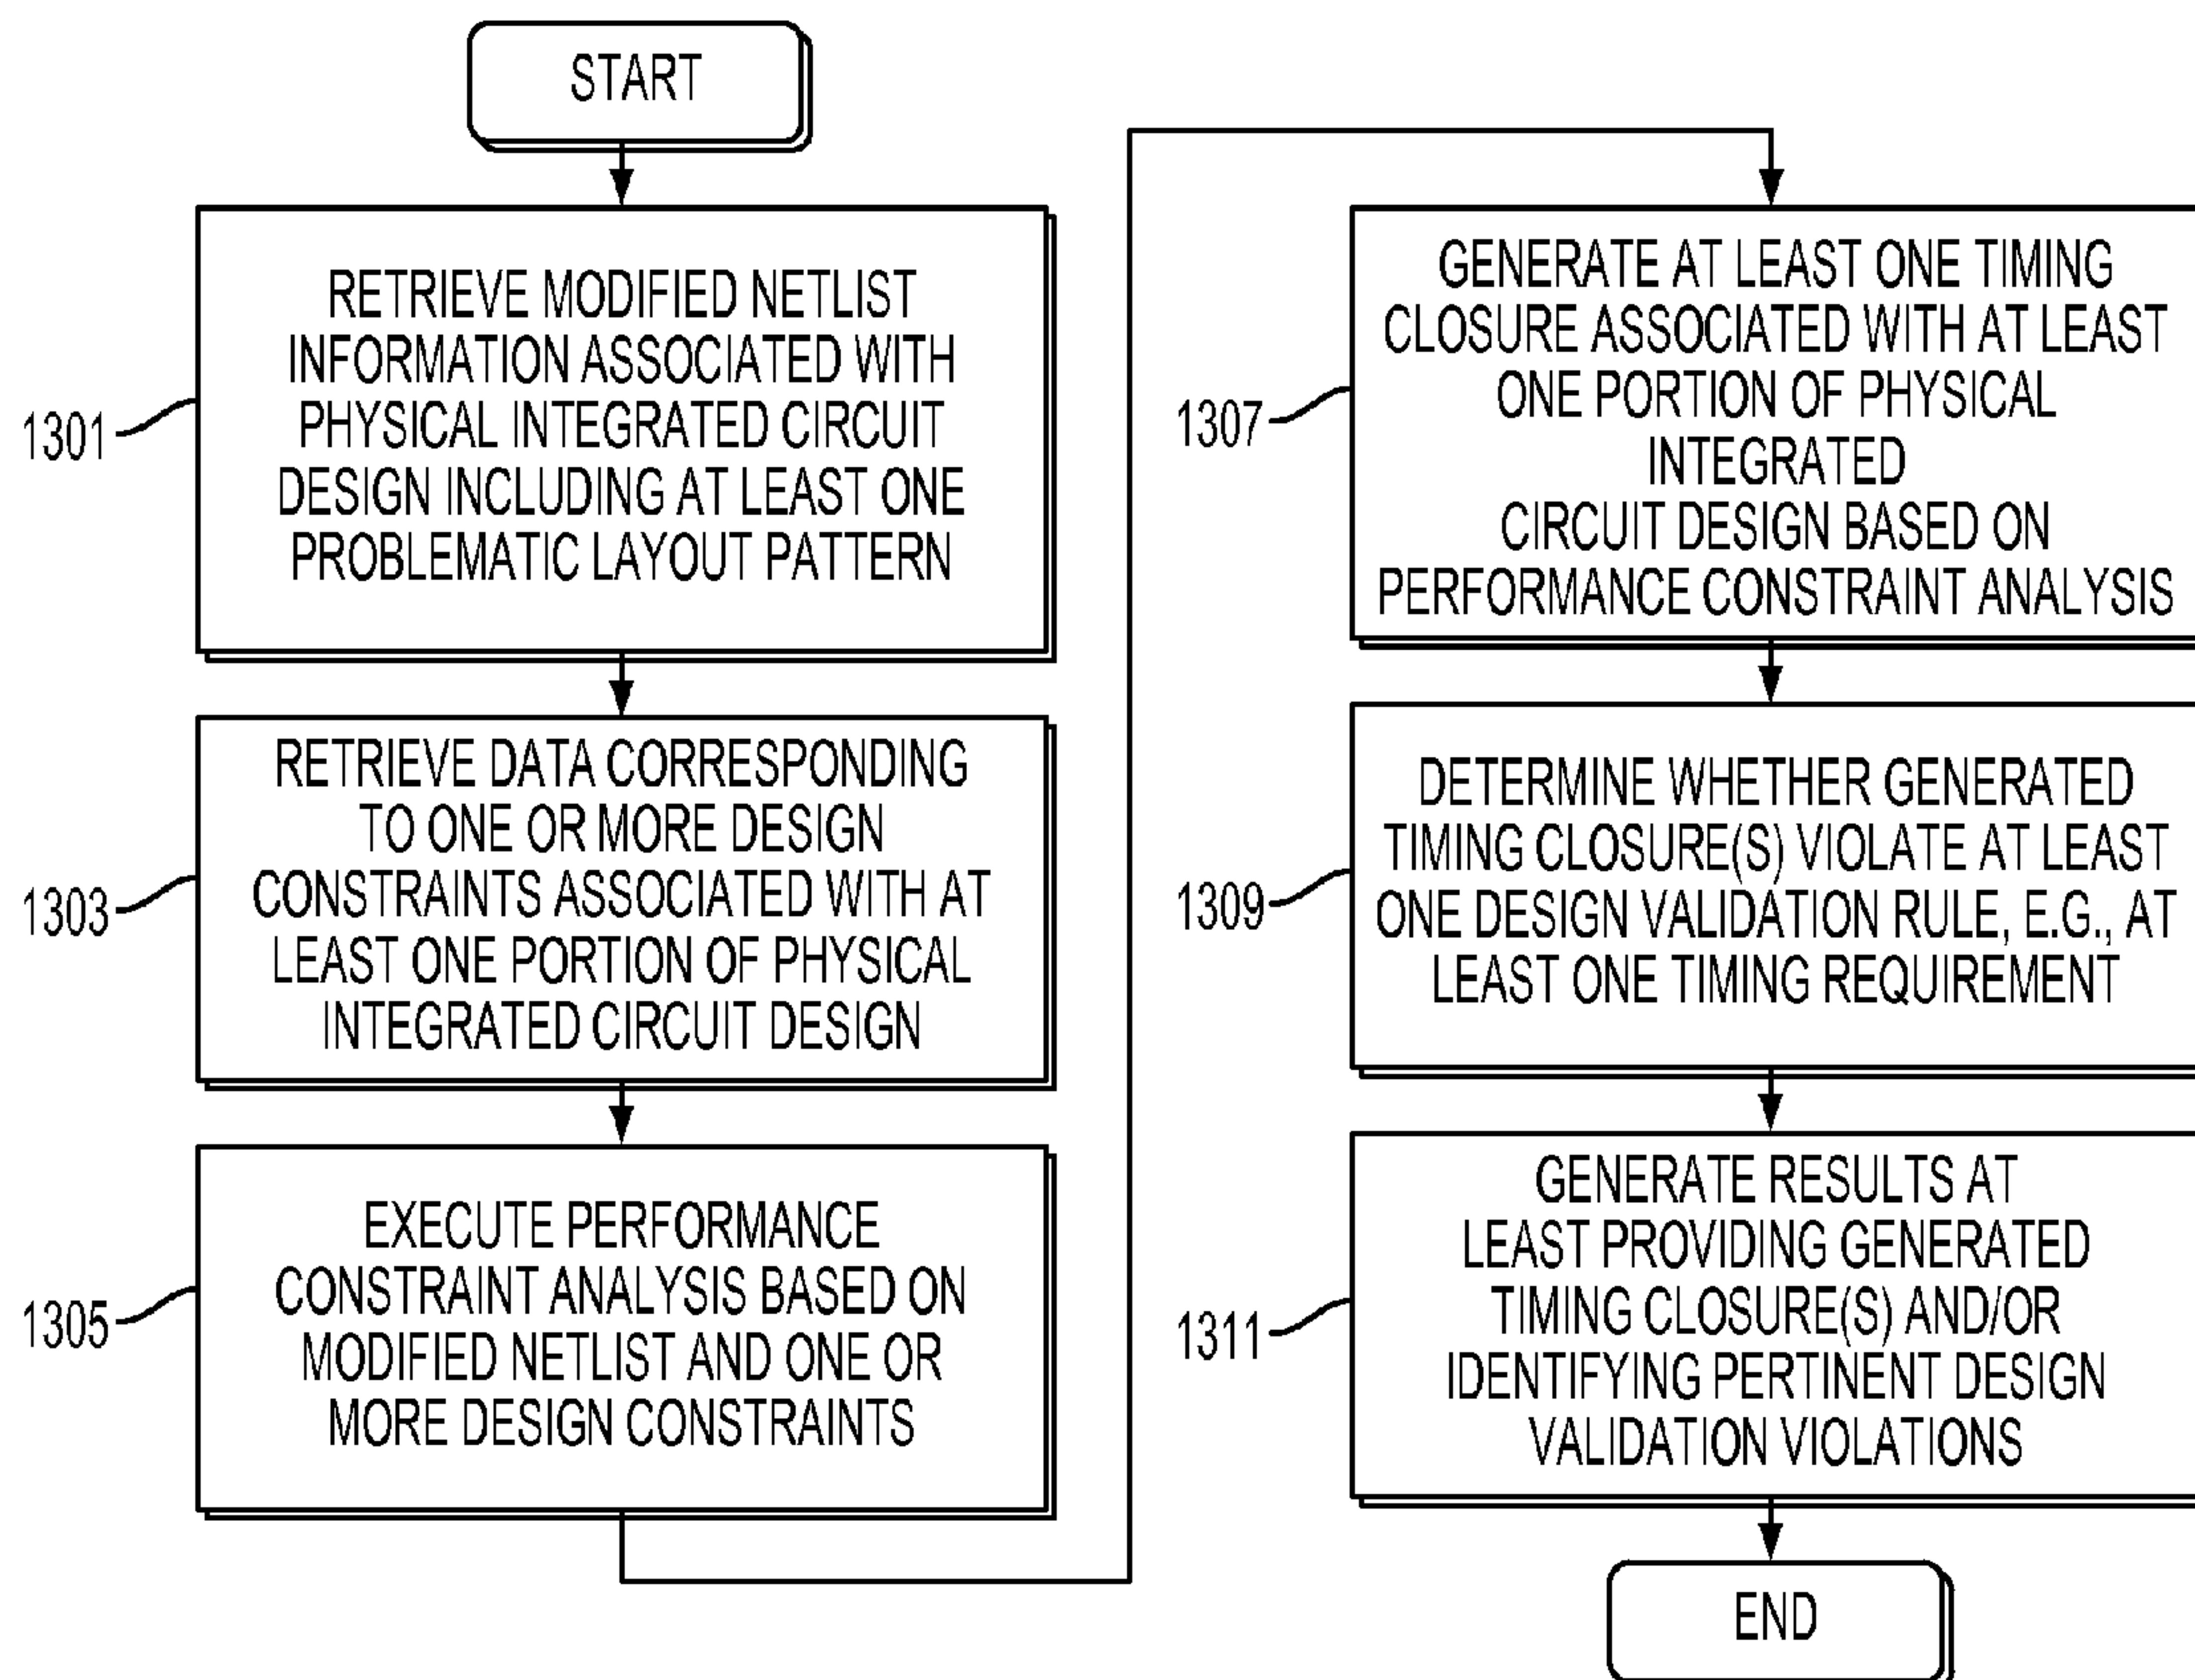 START
1301
RETRIEVE MODIFIED NETLIST
INFORMATION ASSOCIATED WITH
PHYSICAL INTEGRATED CIRCUIT
DESIGN INCLUDING AT LEAST ONE
PROBLEMATIC LAYOUT PATTERN
1303
RETRIEVE DATA CORRESPONDING
TO ONE OR MORE DESIGN
CONSTRAINTS ASSOCIATED WITH AT
LEAST ONE PORTION OF PHYSICAL
INTEGRATED CIRCUIT DESIGN
1305
EXECUTE PERFORMANCE
CONSTRAINT ANALYSIS BASED ON
MODIFIED NETLIST AND ONE OR
MORE DESIGN CONSTRAINTS
1307
GENERATE AT LEAST ONE TIMING
CLOSURE ASSOCIATED WITH AT LEAST
ONE PORTION OF PHYSICAL
INTEGRATED
CIRCUIT DESIGN BASED ON
PERFORMANCE CONSTRAINT ANALYSIS
1309
DETERMINE WHETHER GENERATED
TIMING CLOSURE(S) VIOLATE AT LEAST
ONE DESIGN VALIDATION RULE, E.G., AT
LEAST ONE TIMING REQUIREMENT
1311
GENERATE RESULTS AT
LEAST PROVIDING GENERATED
TIMING CLOSURE(S) AND/OR
IDENTIFYING PERTINENT DESIGN
VALIDATION VIOLATIONS
END